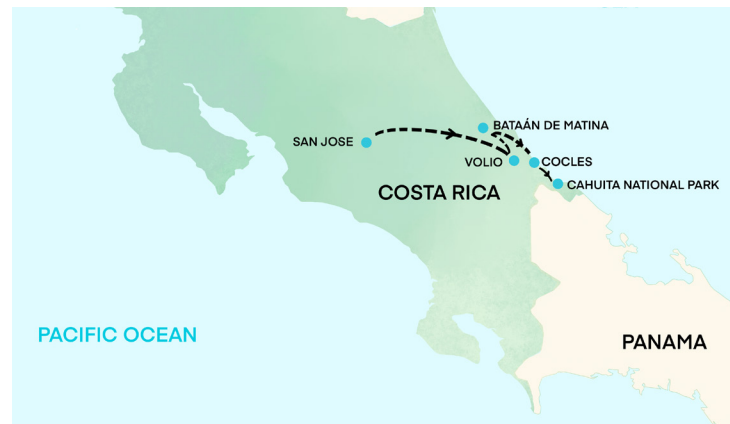 BATAÁN DE MATINA
SAN JOSE
VOLIO
COCLES
CAHUITA NATIONAL PARK
COSTA RICA
PACIFIC OCEAN
PANAMA